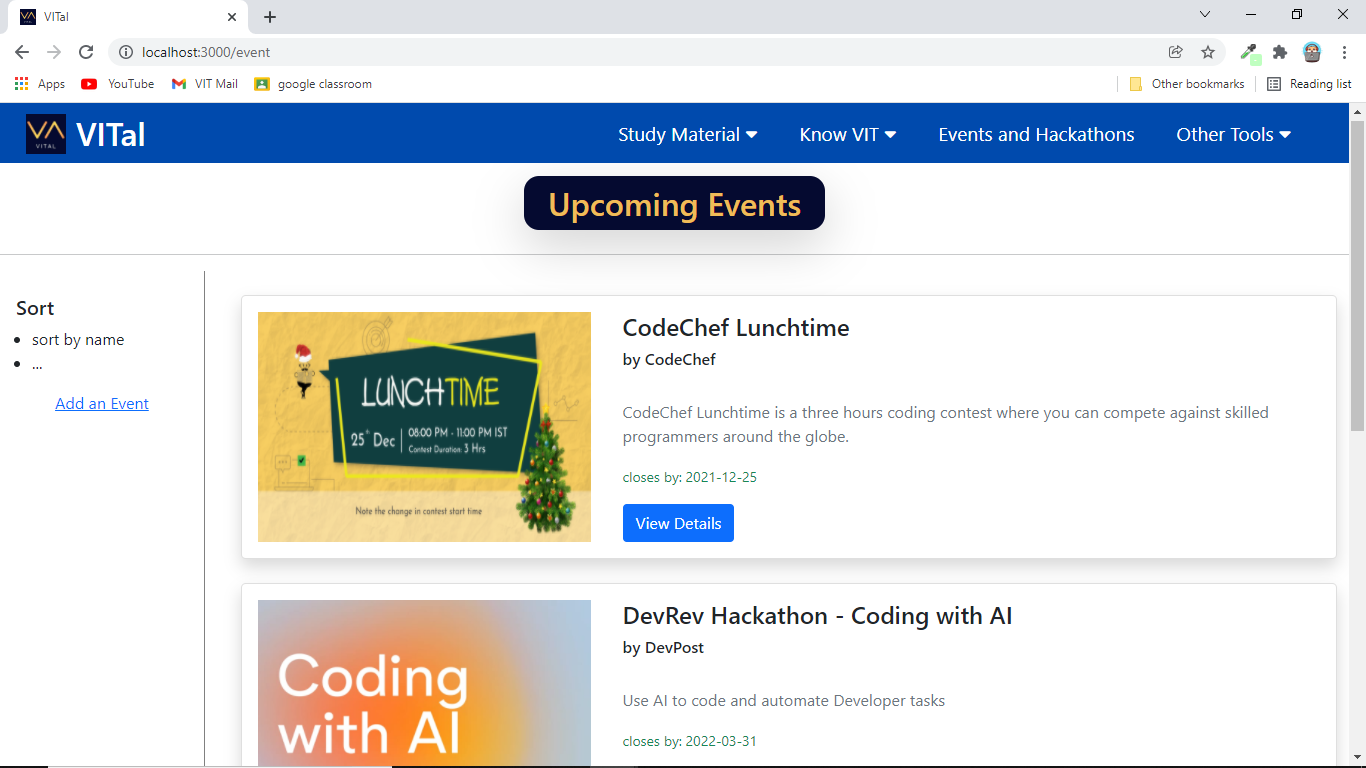 VITal
localhost:3000/event
Apps YouTube VIT Mail google classroom Other bookmarks Reading list
VITAL VITal Study Material Know VIT Events and Hackathons Other Tools
Upcoming Events
Sort
sort by name
...
Add an Event
LUNCHTIME
25th Dec 08:00 PM - 11:00 PM IST
Contest Duration: 3 Hrs
Note the change in contest start time
CodeChef Lunchtime
by CodeChef
CodeChef Lunchtime is a three hours coding contest where you can compete against skilled
programmers around the globe.
closes by: 2021-12-25
View Details
Coding
with AI
DevRev Hackathon - Coding with AI
by DevPost
Use AI to code and automate Developer tasks
closes by: 2022-03-31